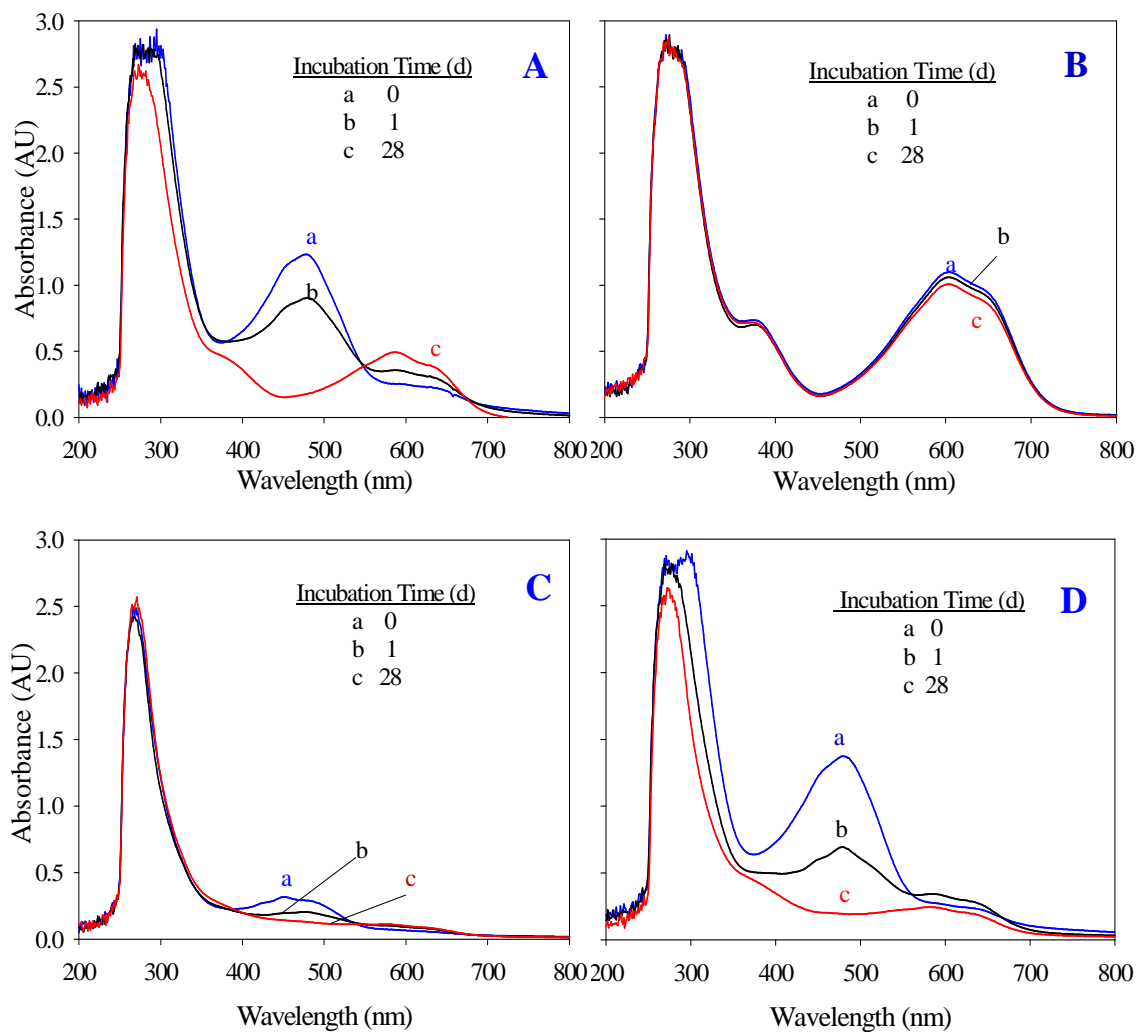 A
Incubation Time (d)
a 0
b 1
c 28
a
b
c
Absorbance (AU)
3.0
2.5
2.0
1.5
1.0
0.5
0.0
200 300 400 500 600 700 800
Wavelength (nm)
B
Incubation Time (d)
a 0
b 1
c 28
a
b
c
200 300 400 500 600 700 800
Wavelength (nm)
C
Incubation Time (d)
a 0
b 1
c 28
a
b
c
Absorbance (AU)
3.0
2.5
2.0
1.5
1.0
0.5
0.0
200 300 400 500 600 700 800
Wavelength (nm)
D
Incubation Time (d)
a 0
b 1
c 28
a
b
c
200 300 400 500 600 700 800
Wavelength (nm)